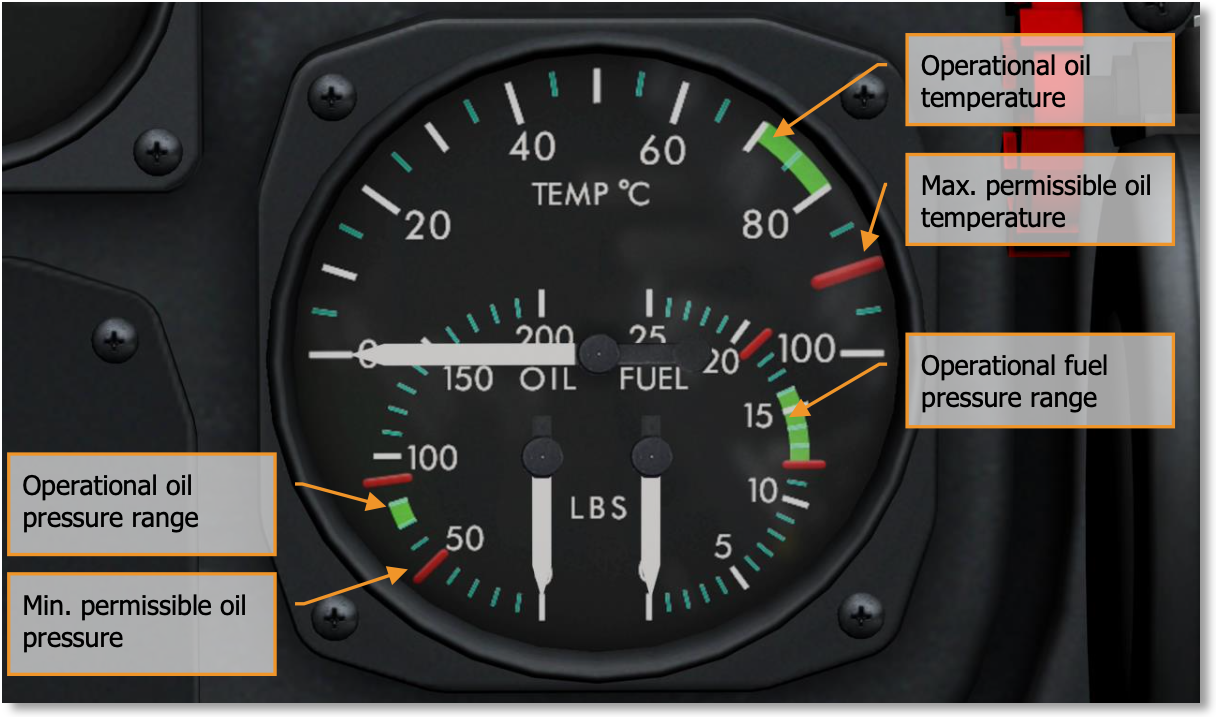 Operational oil
temperature
Max. permissible oil
temperature
Operational fuel
pressure range
Operational oil
pressure range
Min. permissible oil
pressure
40
60
TEMP °C
20
80
0
200
25
20
100
150
OIL
FUEL
15
100
10
LBS
50
5